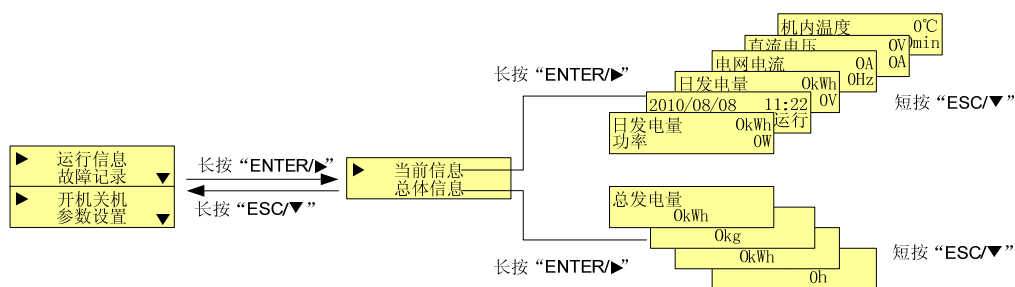 机内温度 0℃
0min
直流电压 0V
0A
电网电流 0A
0Hz
日发电量 0kWh
0V
2010/08/08 11:22
运行
日发电量 0kWh
功率 0W
长按“ENTER/▶”
短按“ESC/▼”
▶ 运行信息
故障记录 ▼
▶ 开机关机
参数设置 ▼
长按“ENTER/▶”
长按“ESC/▼”
▶ 当前信息
总体信息
总发电量
0kWh
0kg
0kWh
0h
长按“ENTER/▶”
短按“ESC/▼”